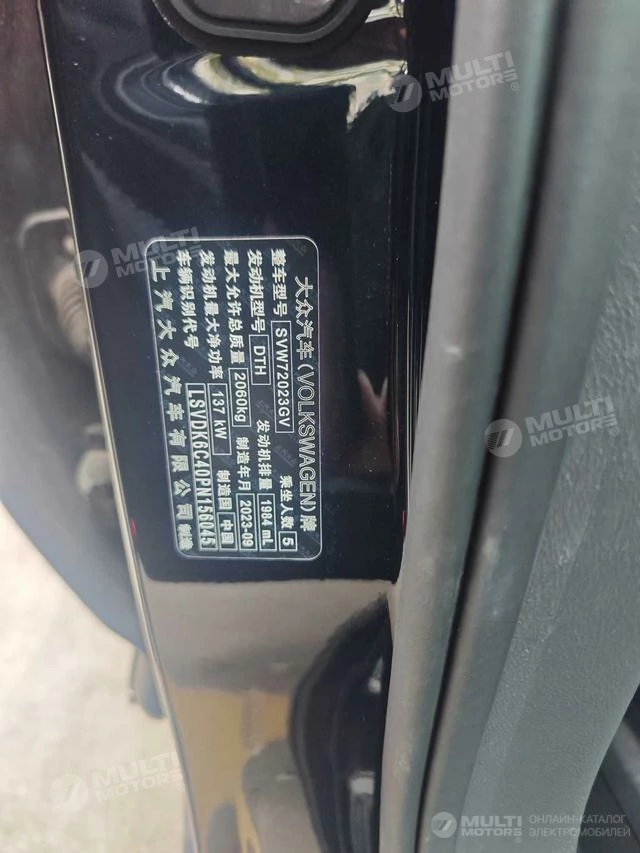 大众汽车(VOLKSWAGEN)牌
整车型号 SVW72023GV 乘坐人数 5
发动机型号 DTH 发动机排量 1984 mL
最大允许总质量 2060kg 制造年月 2023-09
发动机最大净功率 137 kW 制造国 中国
车辆识别代号 LSVDK6C40PN156045
上汽大众汽车有限公司 制造
MULTI MOTORS®
MULTI MOTORS
MULTI MOTORS
MULTI MOTORS
MULTI MOTORS ОНЛАЙН-КАТАЛОГ
ЭЛЕКТРОМОБИЛЕЙ